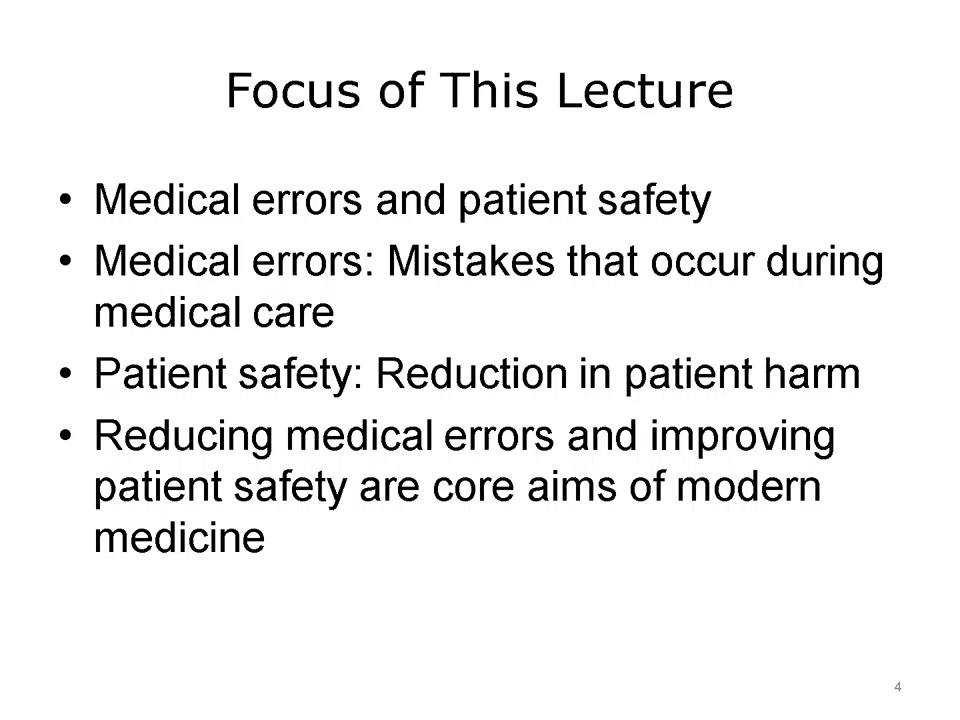 Focus of This Lecture
• Medical errors and patient safety
• Medical errors: Mistakes that occur during
medical care
• Patient safety: Reduction in patient harm
• Reducing medical errors and improving
patient safety are core aims of modern
medicine
4